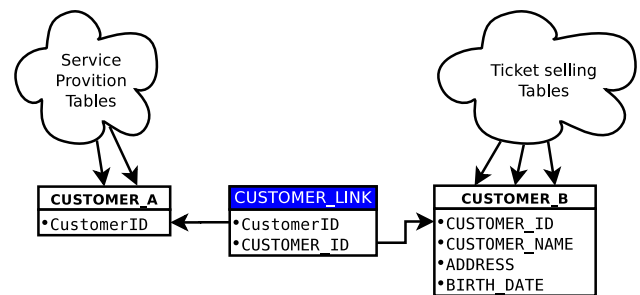 Service
Provition
Tables
Ticket selling
Tables
CUSTOMER_A
•CustomerID
CUSTOMER_LINK
•CustomerID
•CUSTOMER_ID
CUSTOMER_B
•CUSTOMER_ID
•CUSTOMER_NAME
•ADDRESS
•BIRTH_DATE